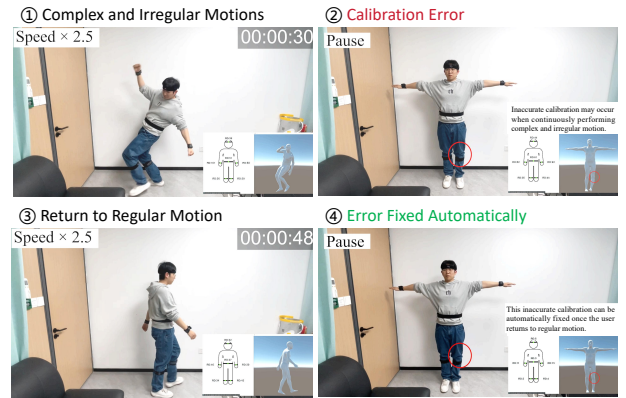 ① Complex and Irregular Motions
Speed × 2.5
00:00:30
② Calibration Error
Pause
Inaccurate calibration may occur
when continuously performing
complex and irregular motion.
③ Return to Regular Motion
Speed × 2.5
00:00:48
④ Error Fixed Automatically
Pause
This inaccurate calibration can be
automatically fixed once the user
returns to regular motion.